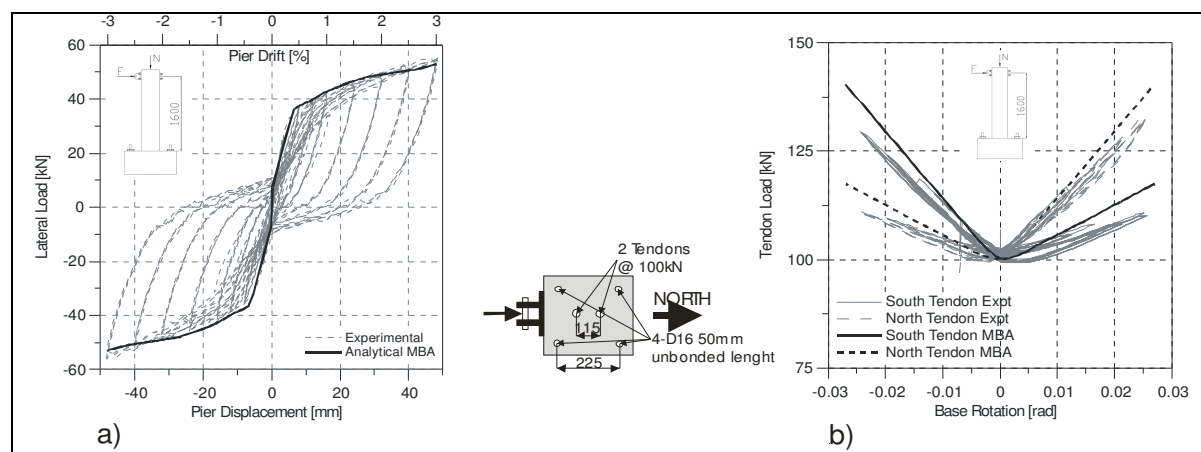 -3 -2 -1 0 1 2 3
Pier Drift [%]
60
40
20
0
-20
-40
-60
Lateral Load [kN]
N
F
1600
Experimental
Analytical MBA
-40 -20 0 20 40
Pier Displacement [mm]
a)
2 Tendons
@ 100kN
NORTH
115
4-D16 50mm
unbonded lenght
225
150
125
100
75
Tendon Load [kN]
N
F
1600
South Tendon Expt
North Tendon Expt
South Tendon MBA
North Tendon MBA
-0.03 -0.02 -0.01 0 0.01 0.02 0.03
Base Rotation [rad]
b)